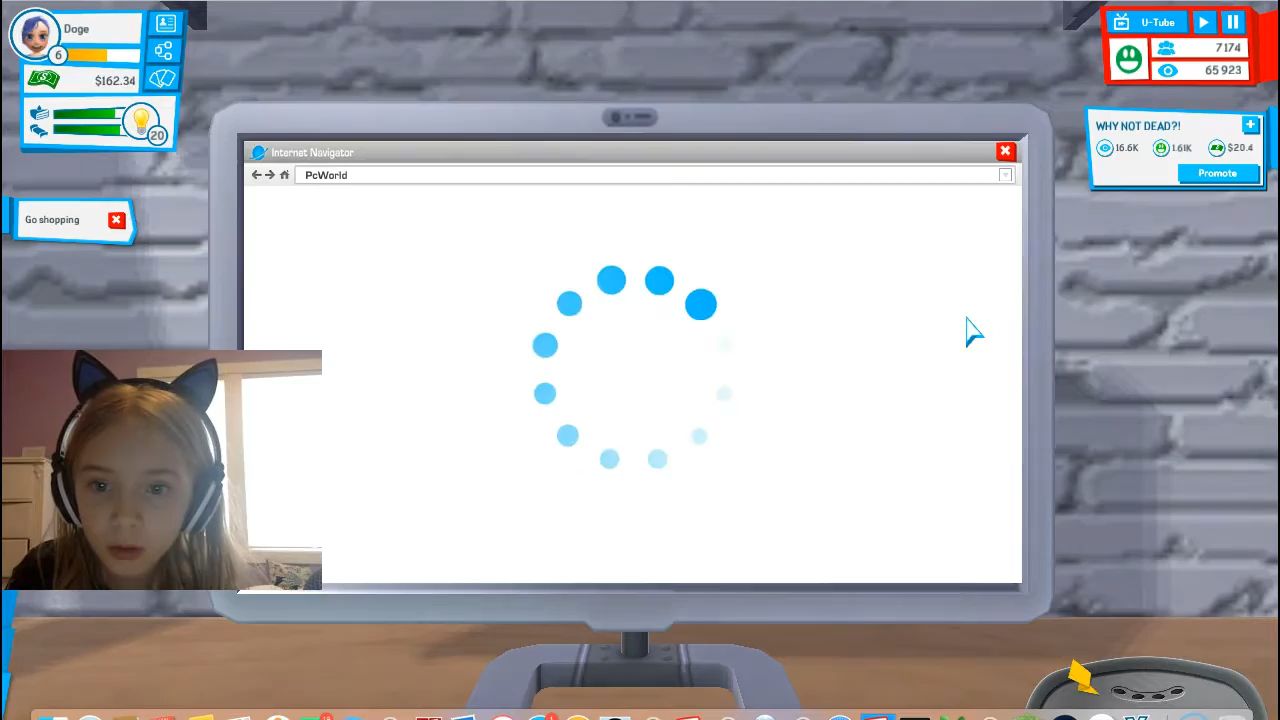 Doge
6
$162.34
20
Go shopping
Internet Navigator
PcWorld
U-Tube
7174
65 923
WHY NOT DEAD?!
16.6K 1.61K $20.4
Promote